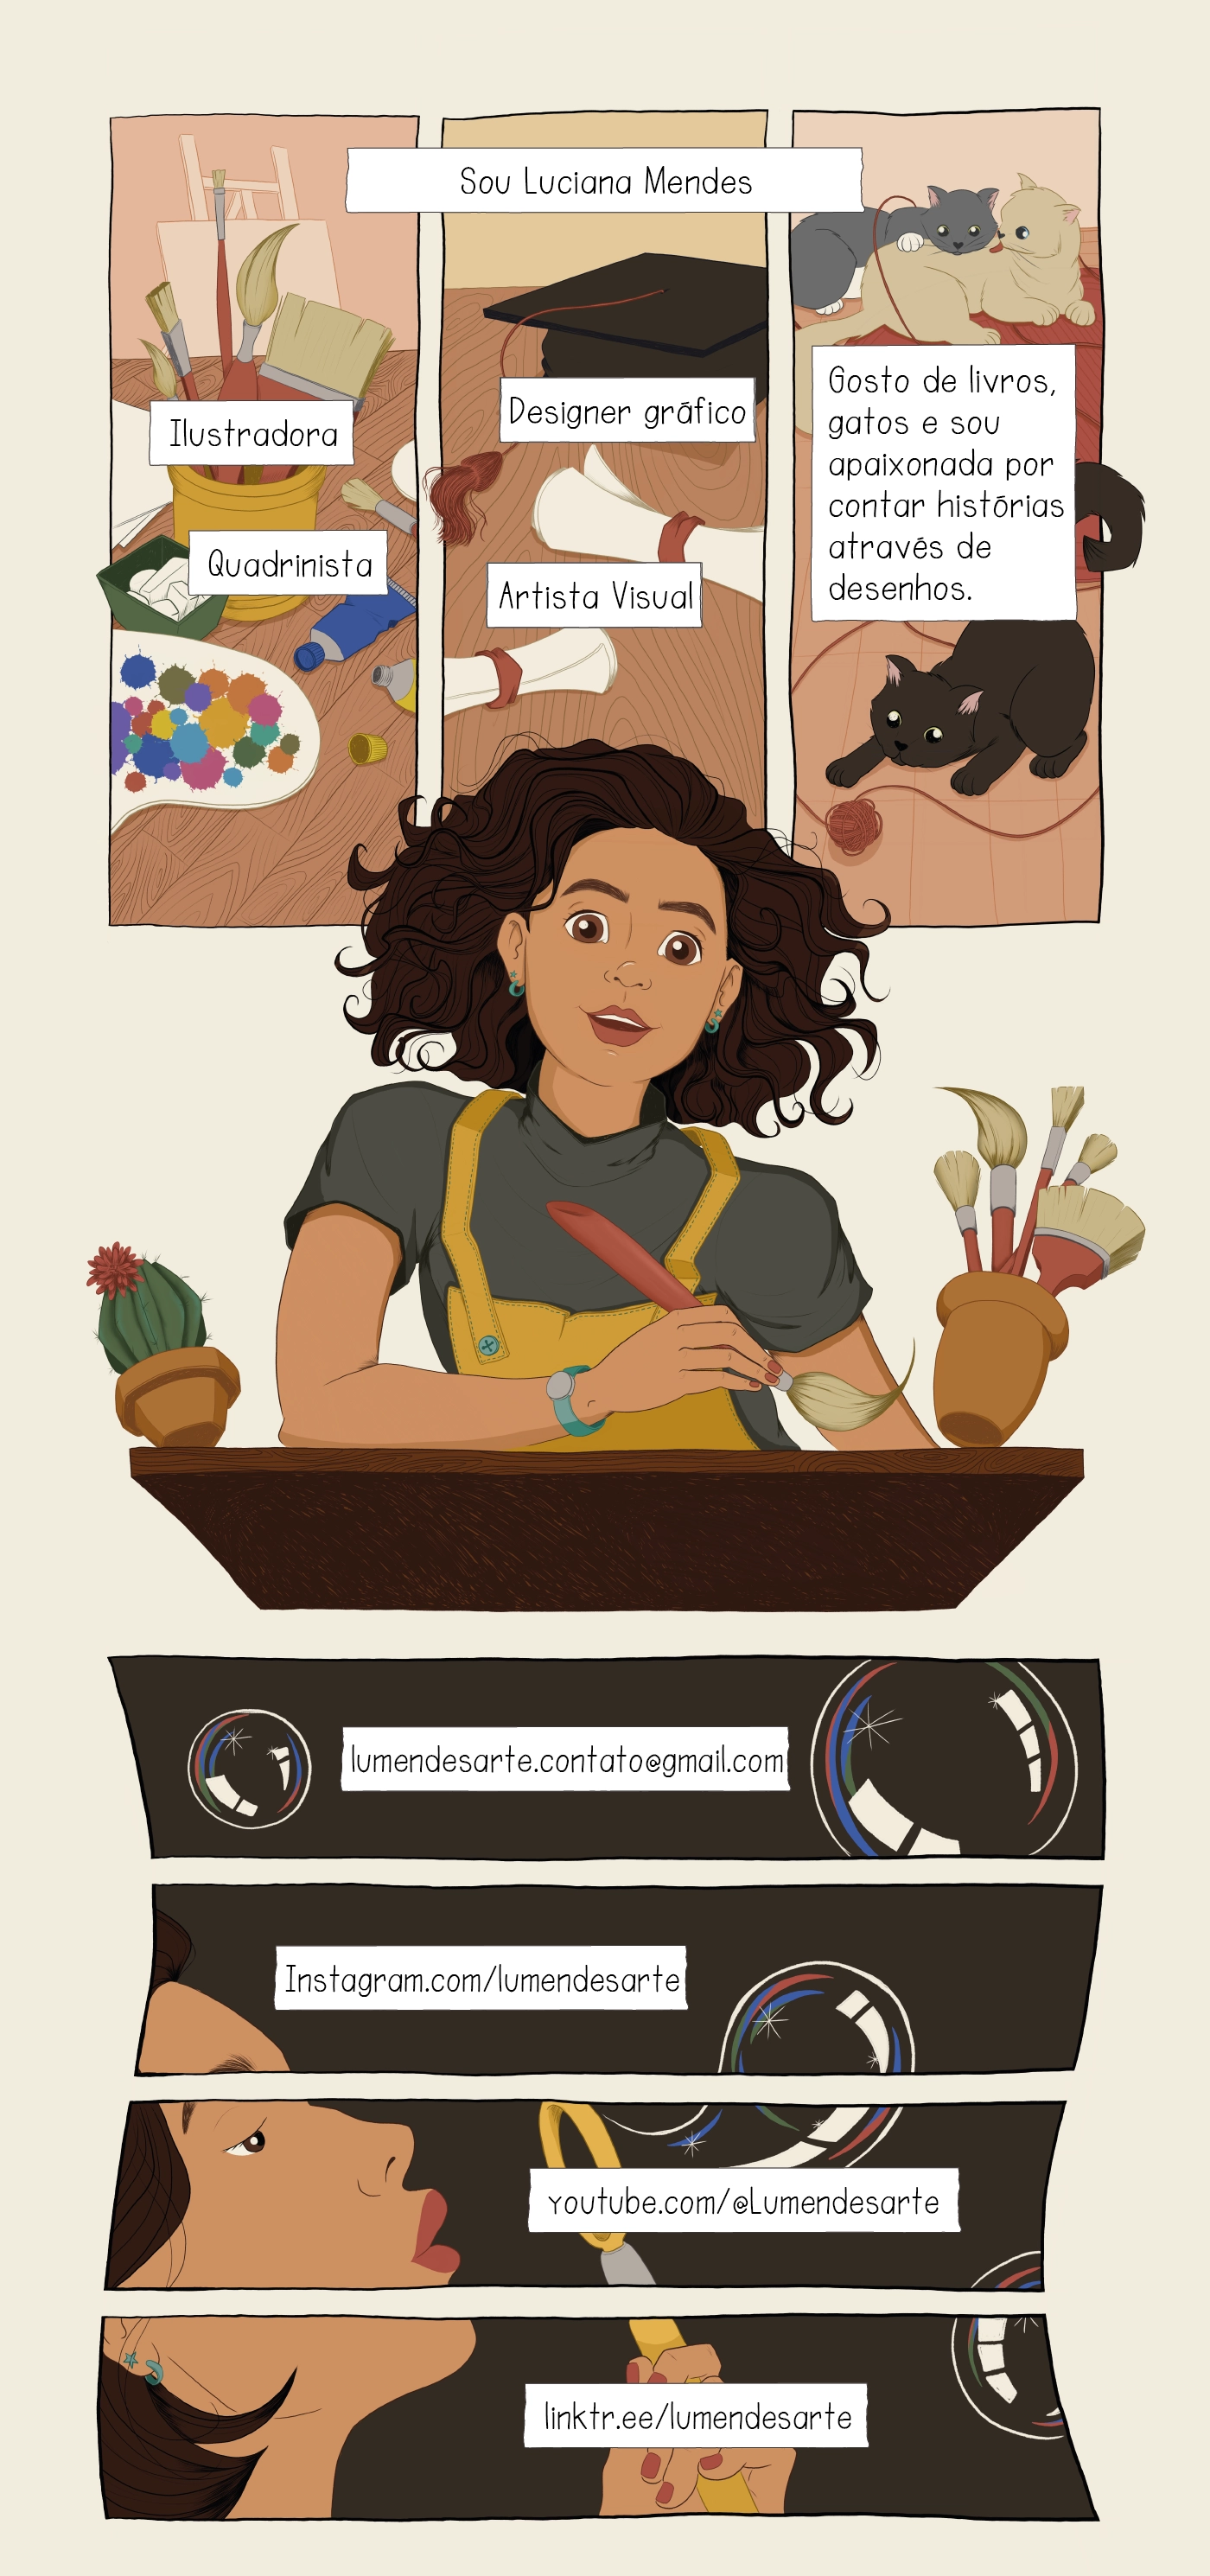 Sou Luciana Mendes
Ilustradora
Quadrinista
Designer gráfico
Artista Visual
Gosto de livros,
gatos e sou
apaixonada por
contar histórias
através de
desenhos.
lumendesarte.contato@gmail.com
Instagram.com/lumendesarte
youtube.com/@Lumendesarte
linktr.ee/lumendesarte